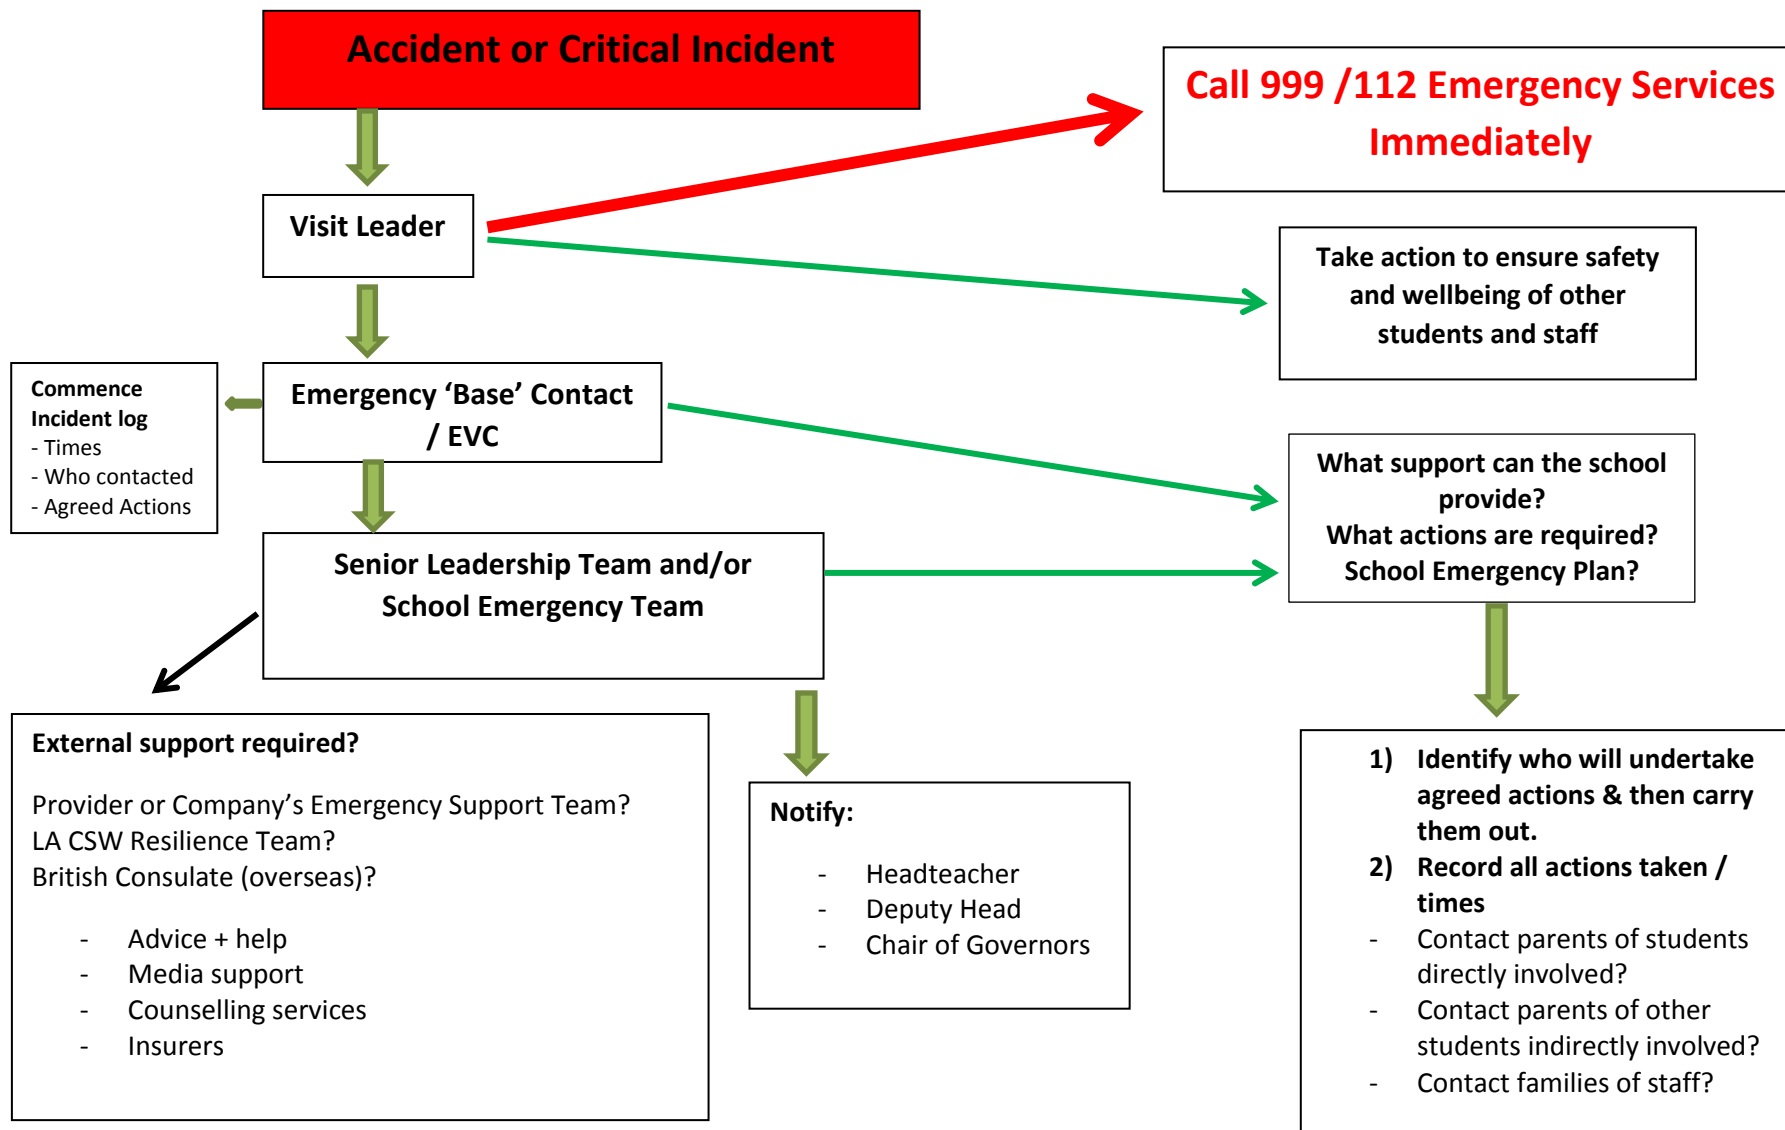 Accident or Critical Incident
Call 999 /112 Emergency Services
Immediately
Visit Leader
Take action to ensure safety
and wellbeing of other
students and staff
Commence
Incident log
- Times
- Who contacted
- Agreed Actions
Emergency ‘Base’ Contact
/ EVC
What support can the school
provide?
What actions are required?
School Emergency Plan?
Senior Leadership Team and/or
School Emergency Team
External support required?
Provider or Company’s Emergency Support Team?
LA CSW Resilience Team?
British Consulate (overseas)?
- Advice + help
- Media support
- Counselling services
- Insurers
Notify:
- Headteacher
- Deputy Head
- Chair of Governors
1) Identify who will undertake
agreed actions & then carry
them out.
2) Record all actions taken /
times
- Contact parents of students
directly involved?
- Contact parents of other
students indirectly involved?
- Contact families of staff?